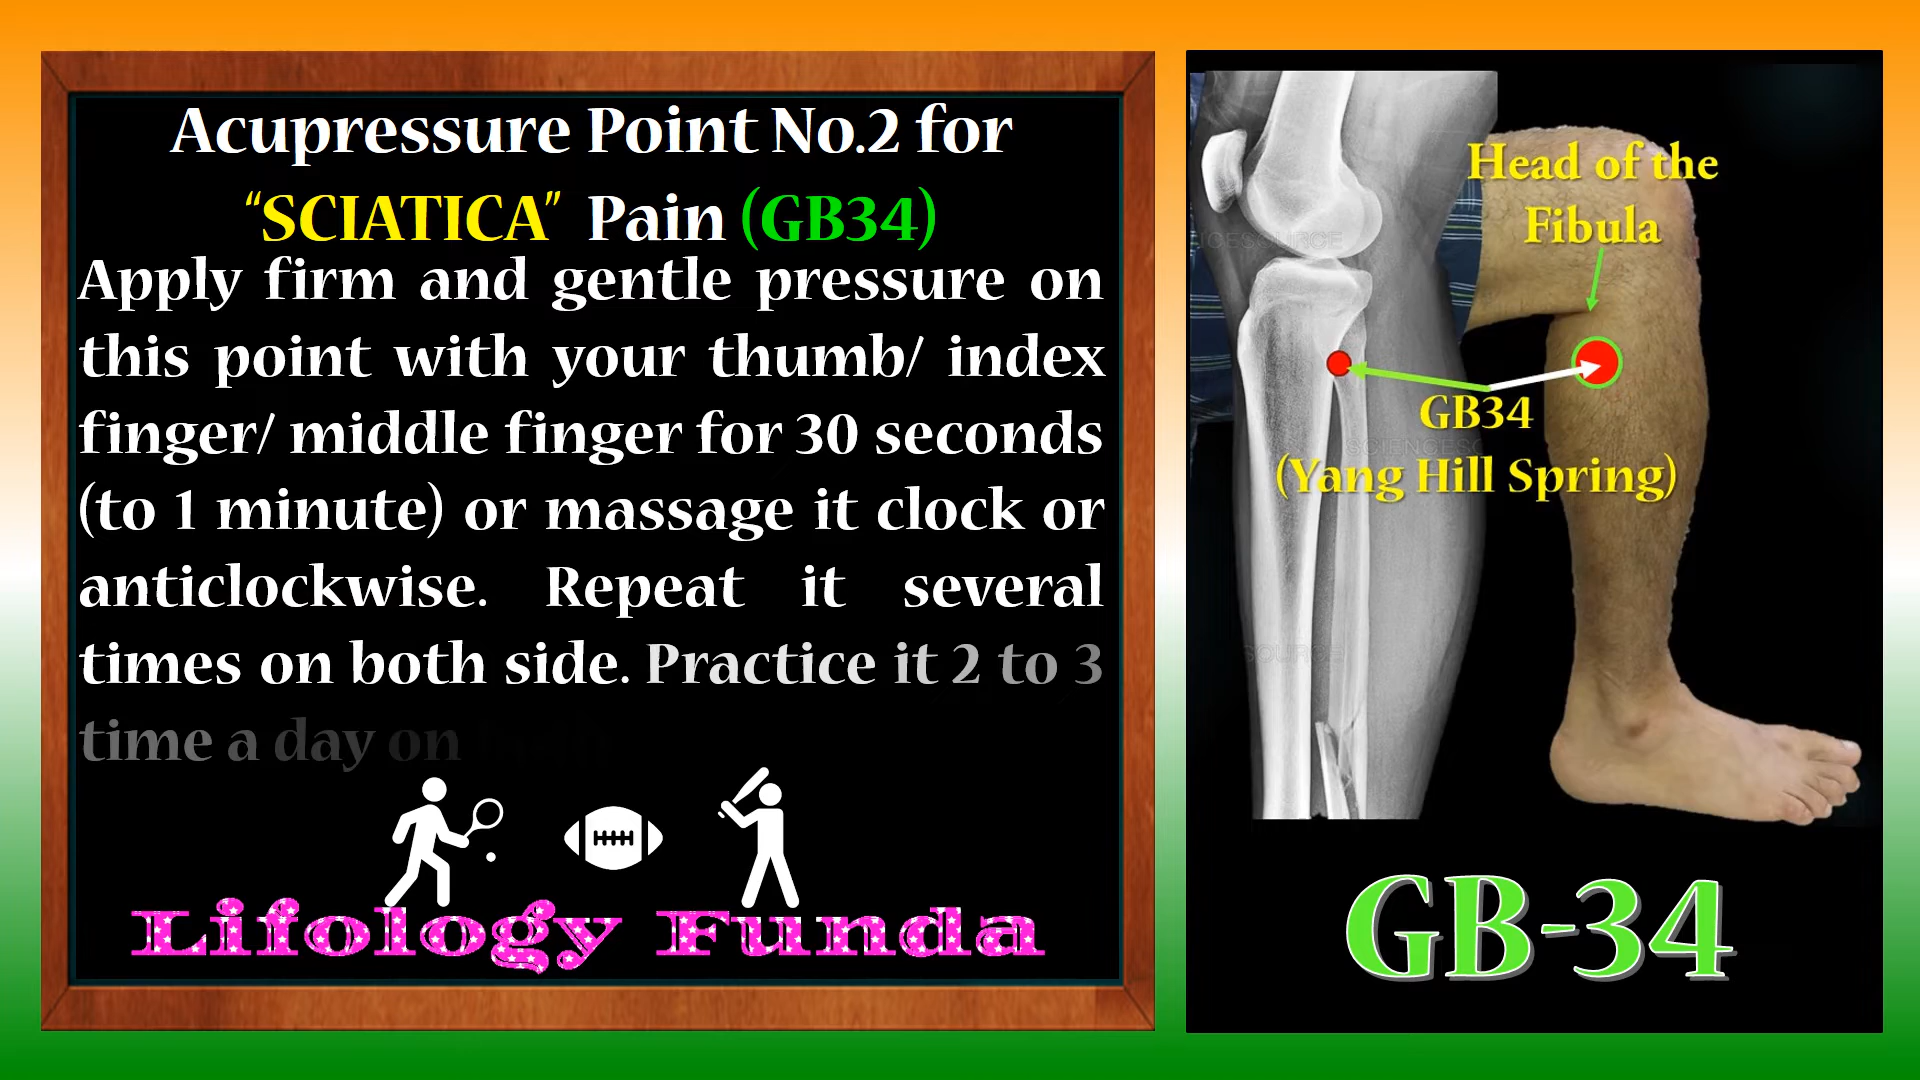 Acupressure Point No.2 for
“SCIATICA” Pain (GB34)
Apply firm and gentle pressure on
this point with your thumb/ index
finger/ middle finger for 30 seconds
(to 1 minute) or massage it clock or
anticlockwise. Repeat it several
times on both side. Practice it 2 to 3
time a day on
Lifology Funda
Head of the
Fibula
GB34
(Yang Hill Spring)
GB-34